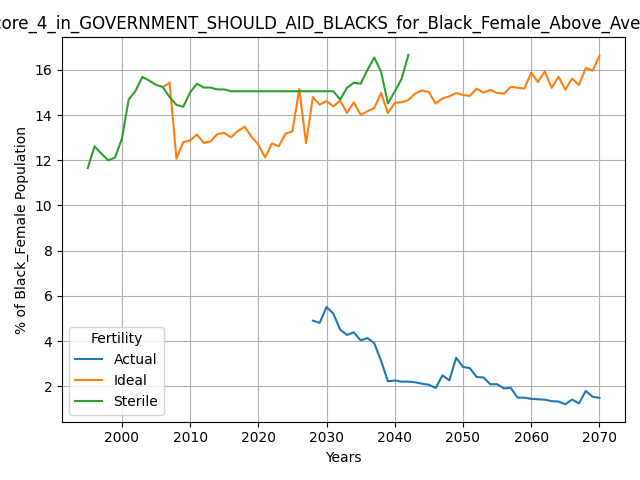 core_4_in_GOVERNMENT_SHOULD_AID_BLACKS_for_Black_Female_Above_Ave
% of Black_Female Population
16
14
12
10
8
6
4
2
Fertility
Actual
Ideal
Sterile
2000 2010 2020 2030 2040 2050 2060 2070
Years